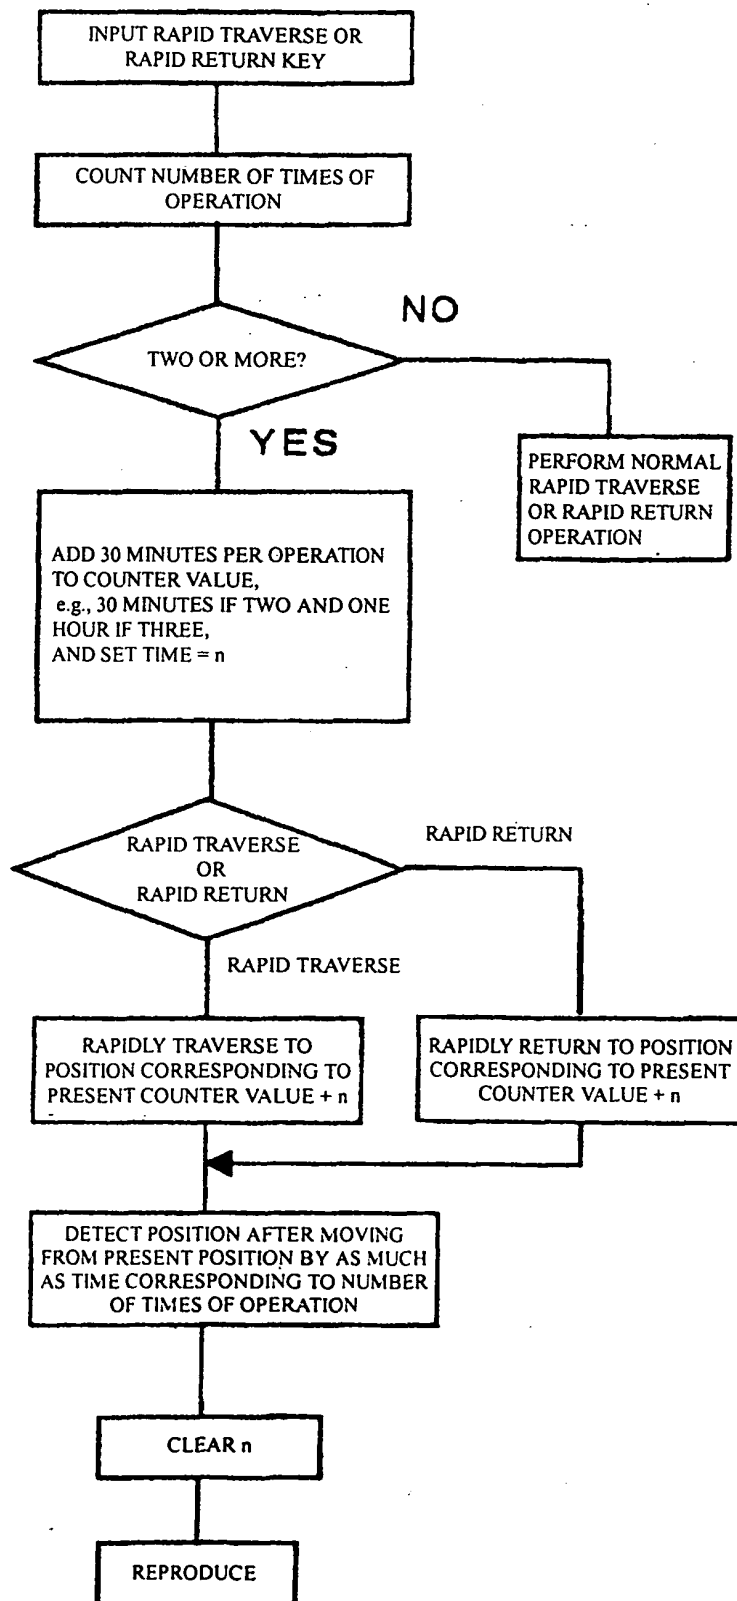 INPUT RAPID TRAVERSE OR
RAPID RETURN KEY
COUNT NUMBER OF TIMES OF
OPERATION
NO
TWO OR MORE?
YES
PERFORM NORMAL
RAPID TRAVERSE
OR RAPID RETURN
OPERATION
ADD 30 MINUTES PER OPERATION
TO COUNTER VALUE,
e.g., 30 MINUTES IF TWO AND ONE
HOUR IF THREE,
AND SET TIME = n
RAPID TRAVERSE
OR
RAPID RETURN
RAPID RETURN
RAPID TRAVERSE
RAPIDLY TRAVERSE TO
POSITION CORRESPONDING TO
PRESENT COUNTER VALUE + n
RAPIDLY RETURN TO POSITION
CORRESPONDING TO PRESENT
COUNTER VALUE + n
DETECT POSITION AFTER MOVING
FROM PRESENT POSITION BY AS MUCH
AS TIME CORRESPONDING TO NUMBER
OF TIMES OF OPERATION
CLEAR n
REPRODUCE